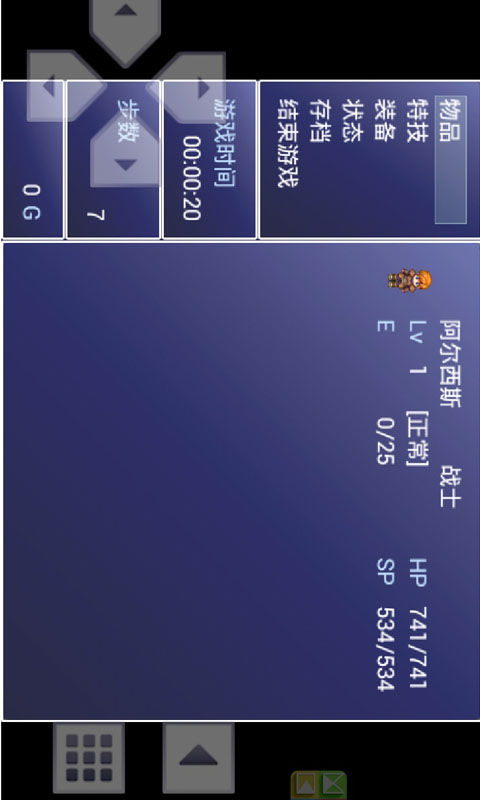 物品
特技
装备
状态
存档
结束游戏
游戏时间
00:00:20
步数
7
0 G
阿尔西斯 战士
Lv 1 [正常] HP 741/741
E 0/25 SP 534/534